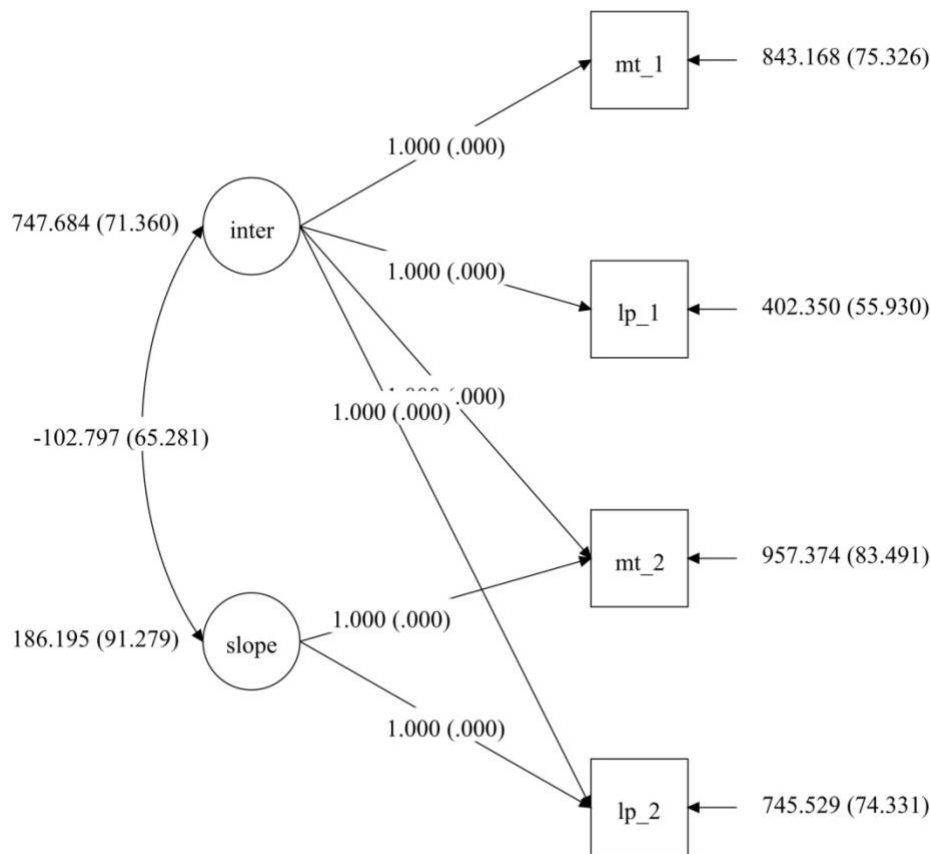 mt_1
843.168 (75.326)
1.000 (.000)
747.684 (71.360)
inter
1.000 (.000)
lp_1
402.350 (55.930)
.000)
1.000 (.000)
-102.797 (65.281)
mt_2
957.374 (83.491)
1.000 (.000)
186.195 (91.279)
slope
1.000 (.000)
lp_2
745.529 (74.331)